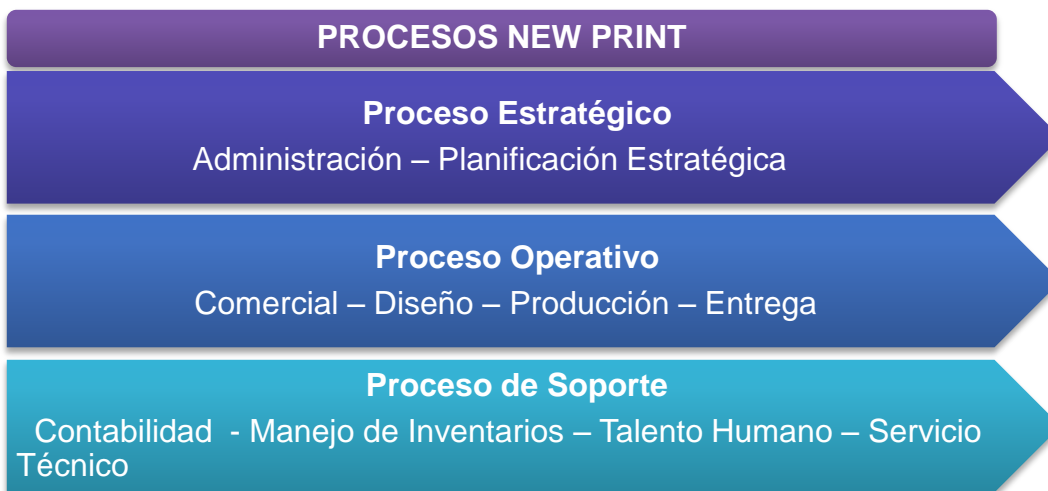 PROCESOS NEW PRINT
Proceso Estratégico
Administración – Planificación Estratégica
Proceso Operativo
Comercial – Diseño – Producción – Entrega
Proceso de Soporte
Contabilidad - Manejo de Inventarios – Talento Humano – Servicio
Técnico